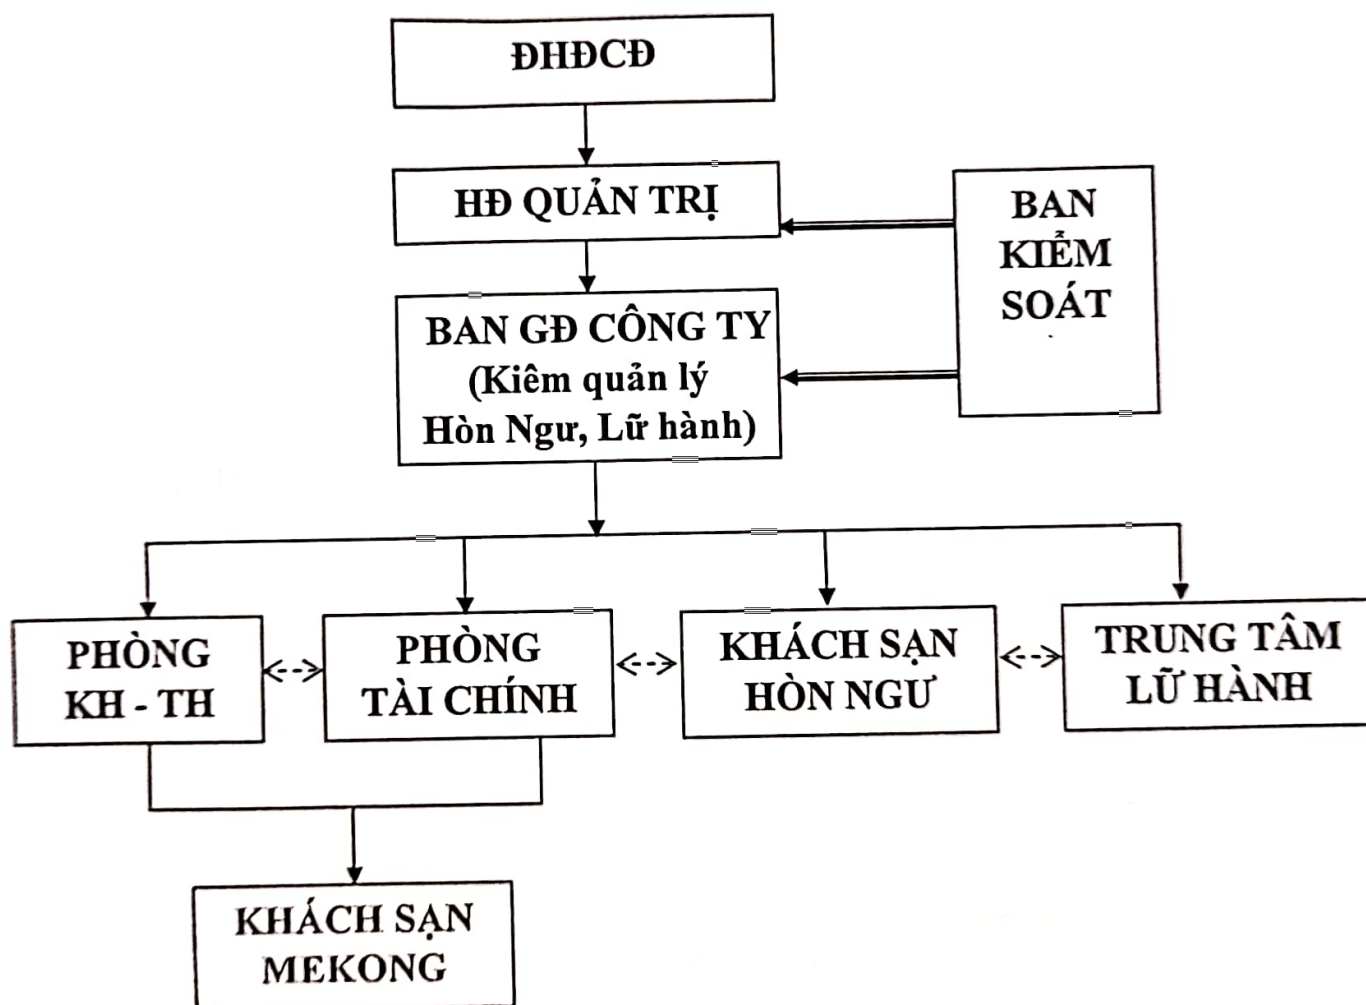 ĐHĐCĐ
HĐ QUẢN TRỊ
BAN
KIỂM
SOÁT
BAN GĐ CÔNG TY
(Kiêm quản lý
Hòn Ngư, Lữ hành)
PHÒNG
KH - TH
PHÒNG
TÀI CHÍNH
KHÁCH SẠN
HÒN NGƯ
TRUNG TÂM
LỮ HÀNH
KHÁCH SẠN
MEKONG